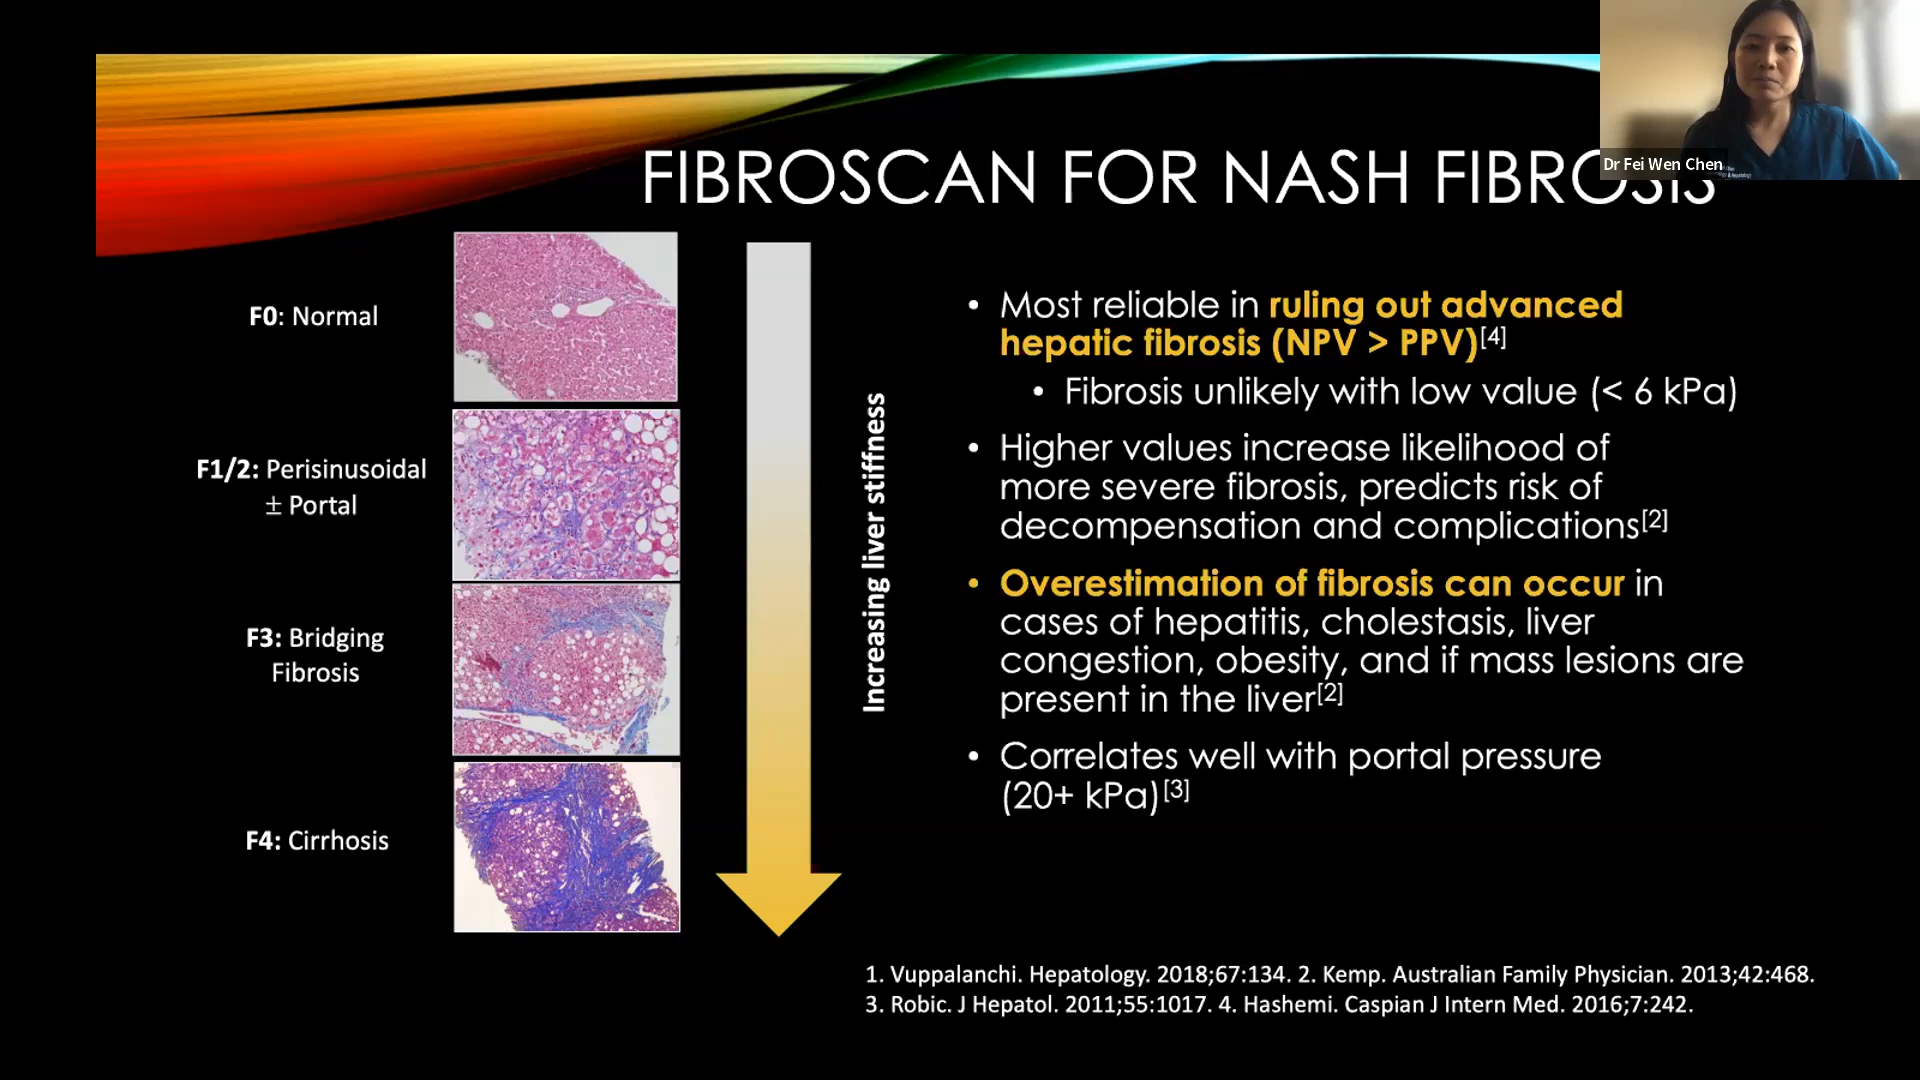 Dr Fei Wen Chen
FIBROSCAN FOR NASH FIBROSIS
F0: Normal
F1/2: Perisinusoidal
± Portal
F3: Bridging
Fibrosis
F4: Cirrhosis
Increasing liver stiffness
• Most reliable in ruling out advanced
hepatic fibrosis (NPV > PPV)[4]
• Fibrosis unlikely with low value (< 6 kPa)
• Higher values increase likelihood of
more severe fibrosis, predicts risk of
decompensation and complications[2]
• Overestimation of fibrosis can occur in
cases of hepatitis, cholestasis, liver
congestion, obesity, and if mass lesions are
present in the liver[2]
• Correlates well with portal pressure
(20+ kPa)[3]
1. Vuppalanchi. Hepatology. 2018;67:134. 2. Kemp. Australian Family Physician. 2013;42:468.
3. Robic. J Hepatol. 2011;55:1017. 4. Hashemi. Caspian J Intern Med. 2016;7:242.